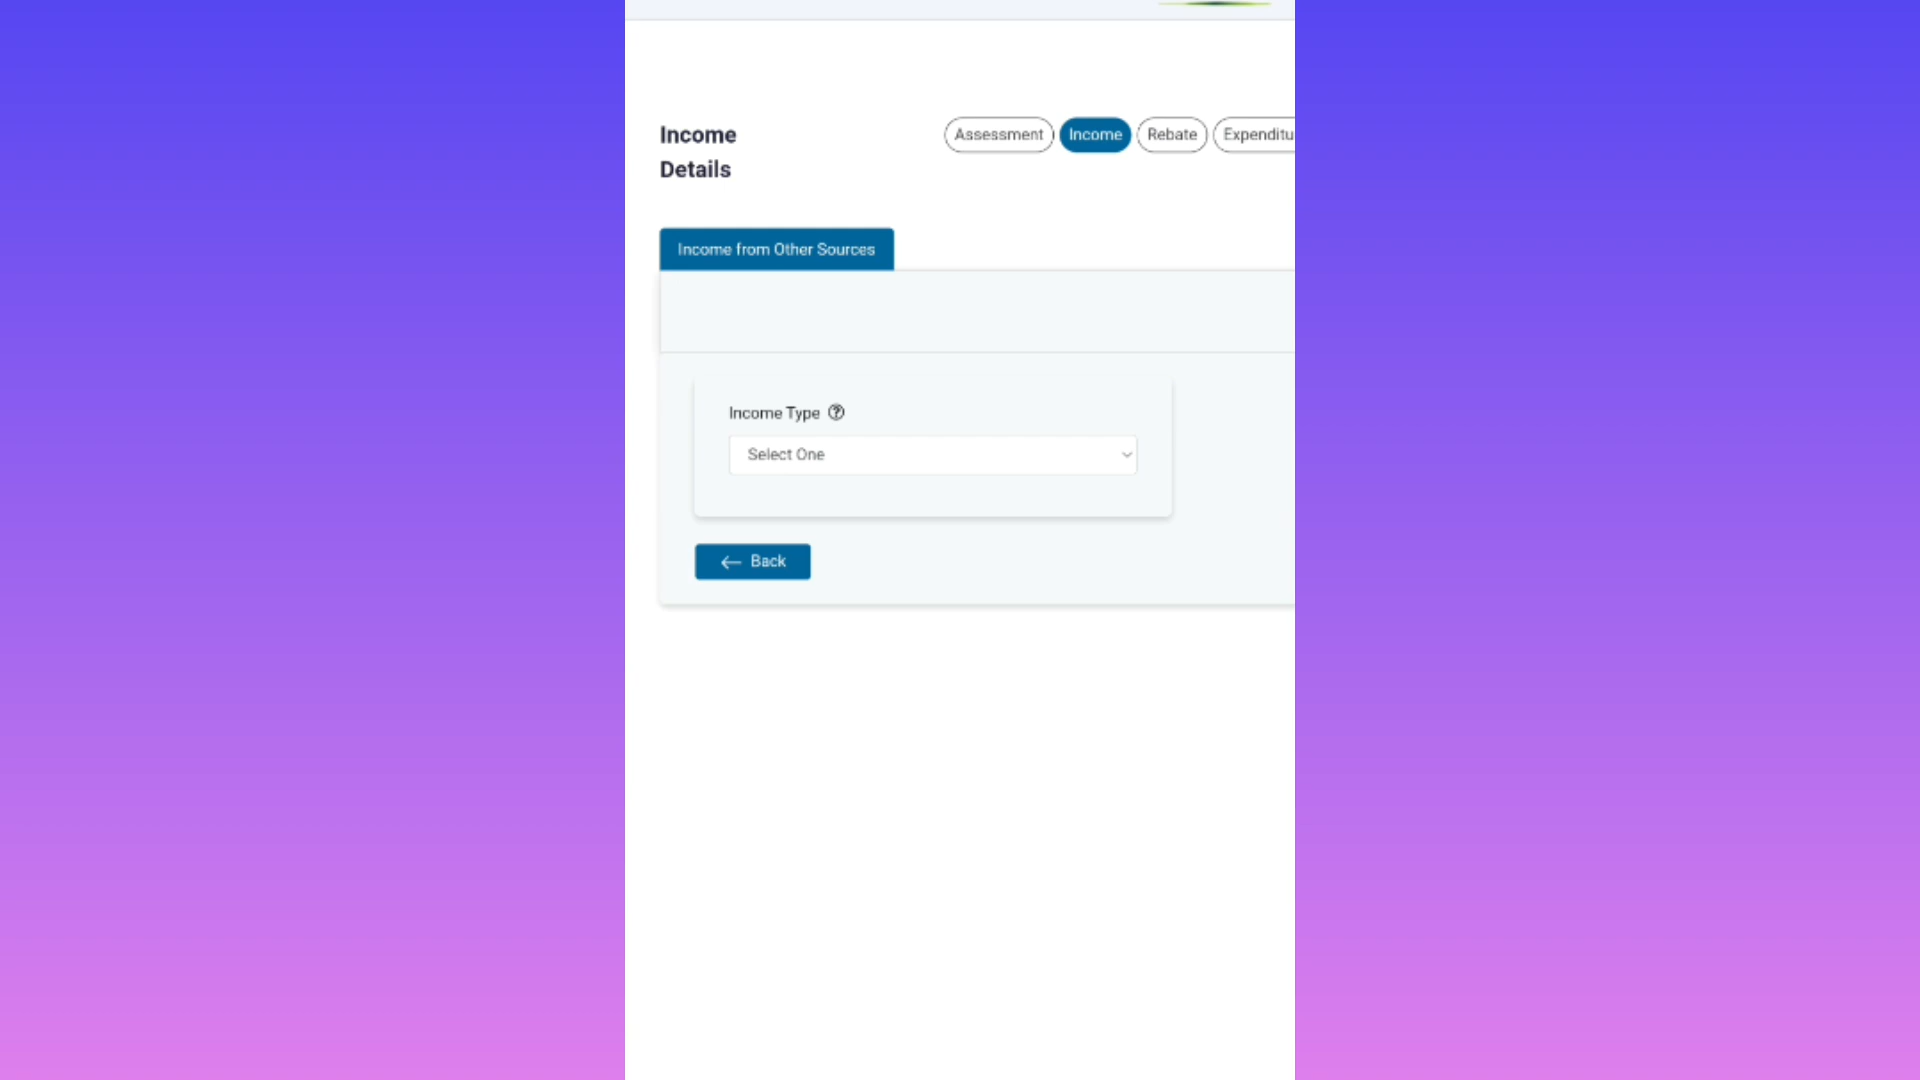 Income
Details
Assessment
Income
Rebate
Expenditu
Income from Other Sources
Income Type
Select One
Back